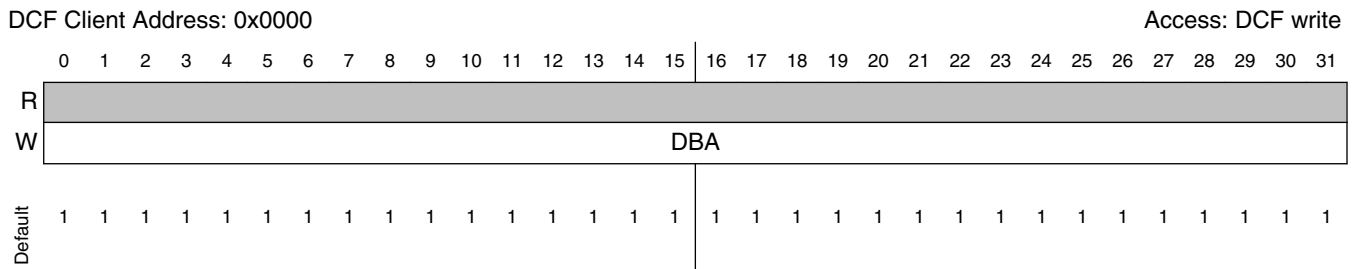 DCF Client Address: 0x0000 Access: DCF write
0 1 2 3 4 5 6 7 8 9 10 11 12 13 14 15 16 17 18 19 20 21 22 23 24 25 26 27 28 29 30 31
R
W DBA
Default 1 1 1 1 1 1 1 1 1 1 1 1 1 1 1 1 1 1 1 1 1 1 1 1 1 1 1 1 1 1 1 1